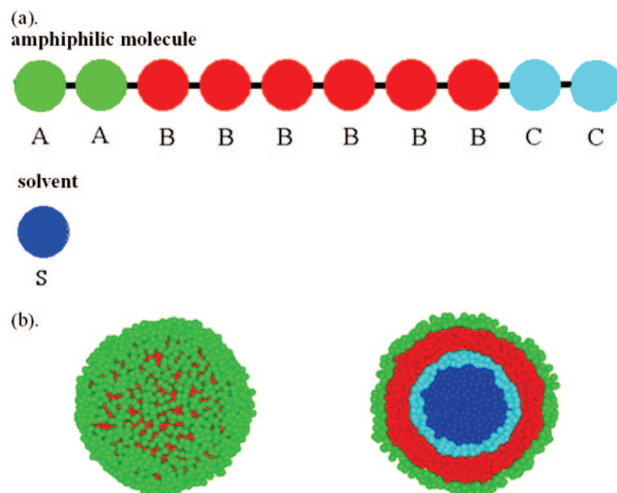 (a).
amphiphilic molecule
A A B B B B B B C C
solvent
S
(b).